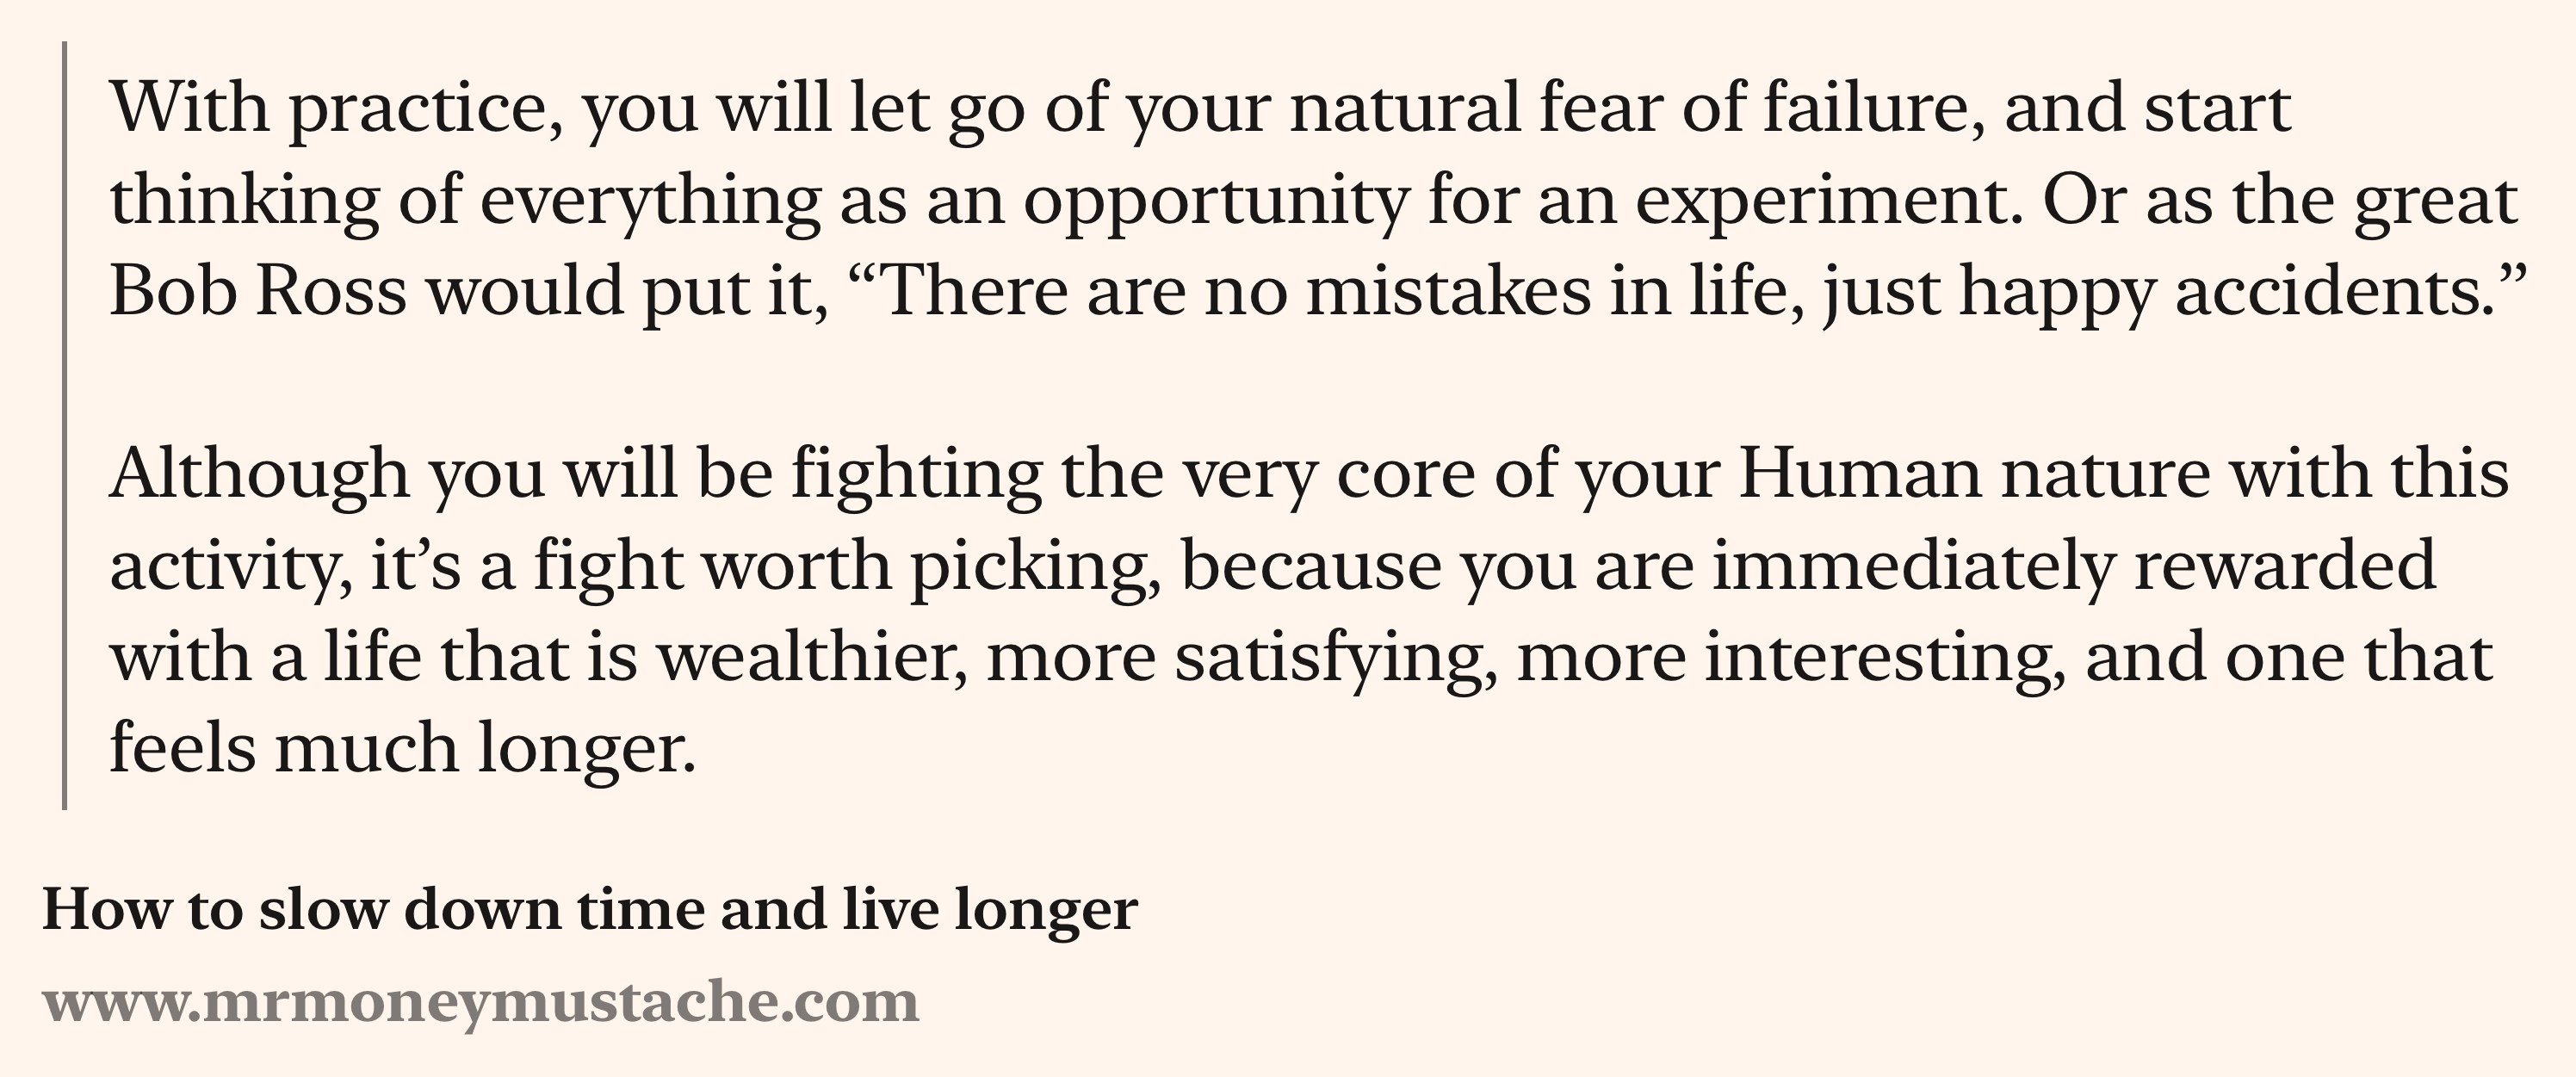 With practice, you will let go of your natural fear of failure, and start
thinking of everything as an opportunity for an experiment. Or as the great
Bob Ross would put it, “There are no mistakes in life, just happy accidents.”
Although you will be fighting the very core of your Human nature with this
activity, it’s a fight worth picking, because you are immediately rewarded
with a life that is wealthier, more satisfying, more interesting, and one that
feels much longer.
How to slow down time and live longer
www.mrmoneymustache.com